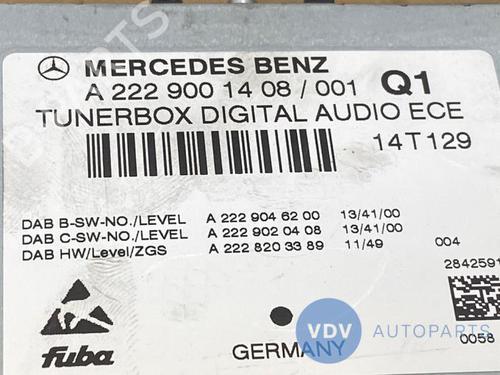 MERCEDES BENZ
A 222 900 14 08 / 001 Q1
TUNERBOX DIGITAL AUDIO ECE
14T129
DAB B-SW-NO./LEVEL A 222 904 62 00 13/41/00
DAB C-SW-NO./LEVEL A 222 902 04 08 13/41/00
DAB HW/Level/ZGS A 222 820 33 89 11/49 004
2842591
fuba
GERMANY
VDV AUTOPARTS
0058